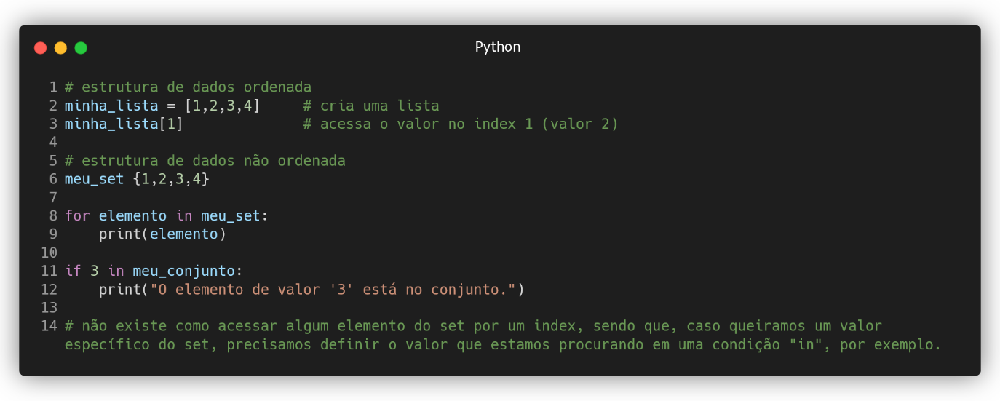 Python
1 # estrutura de dados ordenada
2 minha_lista = [1,2,3,4]     # cria uma lista
3 minha_lista[1]              # acessa o valor no index 1 (valor 2)
4
5 # estrutura de dados não ordenada
6 meu_set {1,2,3,4}
7
8 for elemento in meu_set:
9     print(elemento)
10
11 if 3 in meu_conjunto:
12     print("O elemento de valor '3' está no conjunto.")
13
14 # não existe como acessar algum elemento do set por um index, sendo que, caso queiramos um valor
específico do set, precisamos definir o valor que estamos procurando em uma condição "in", por exemplo.